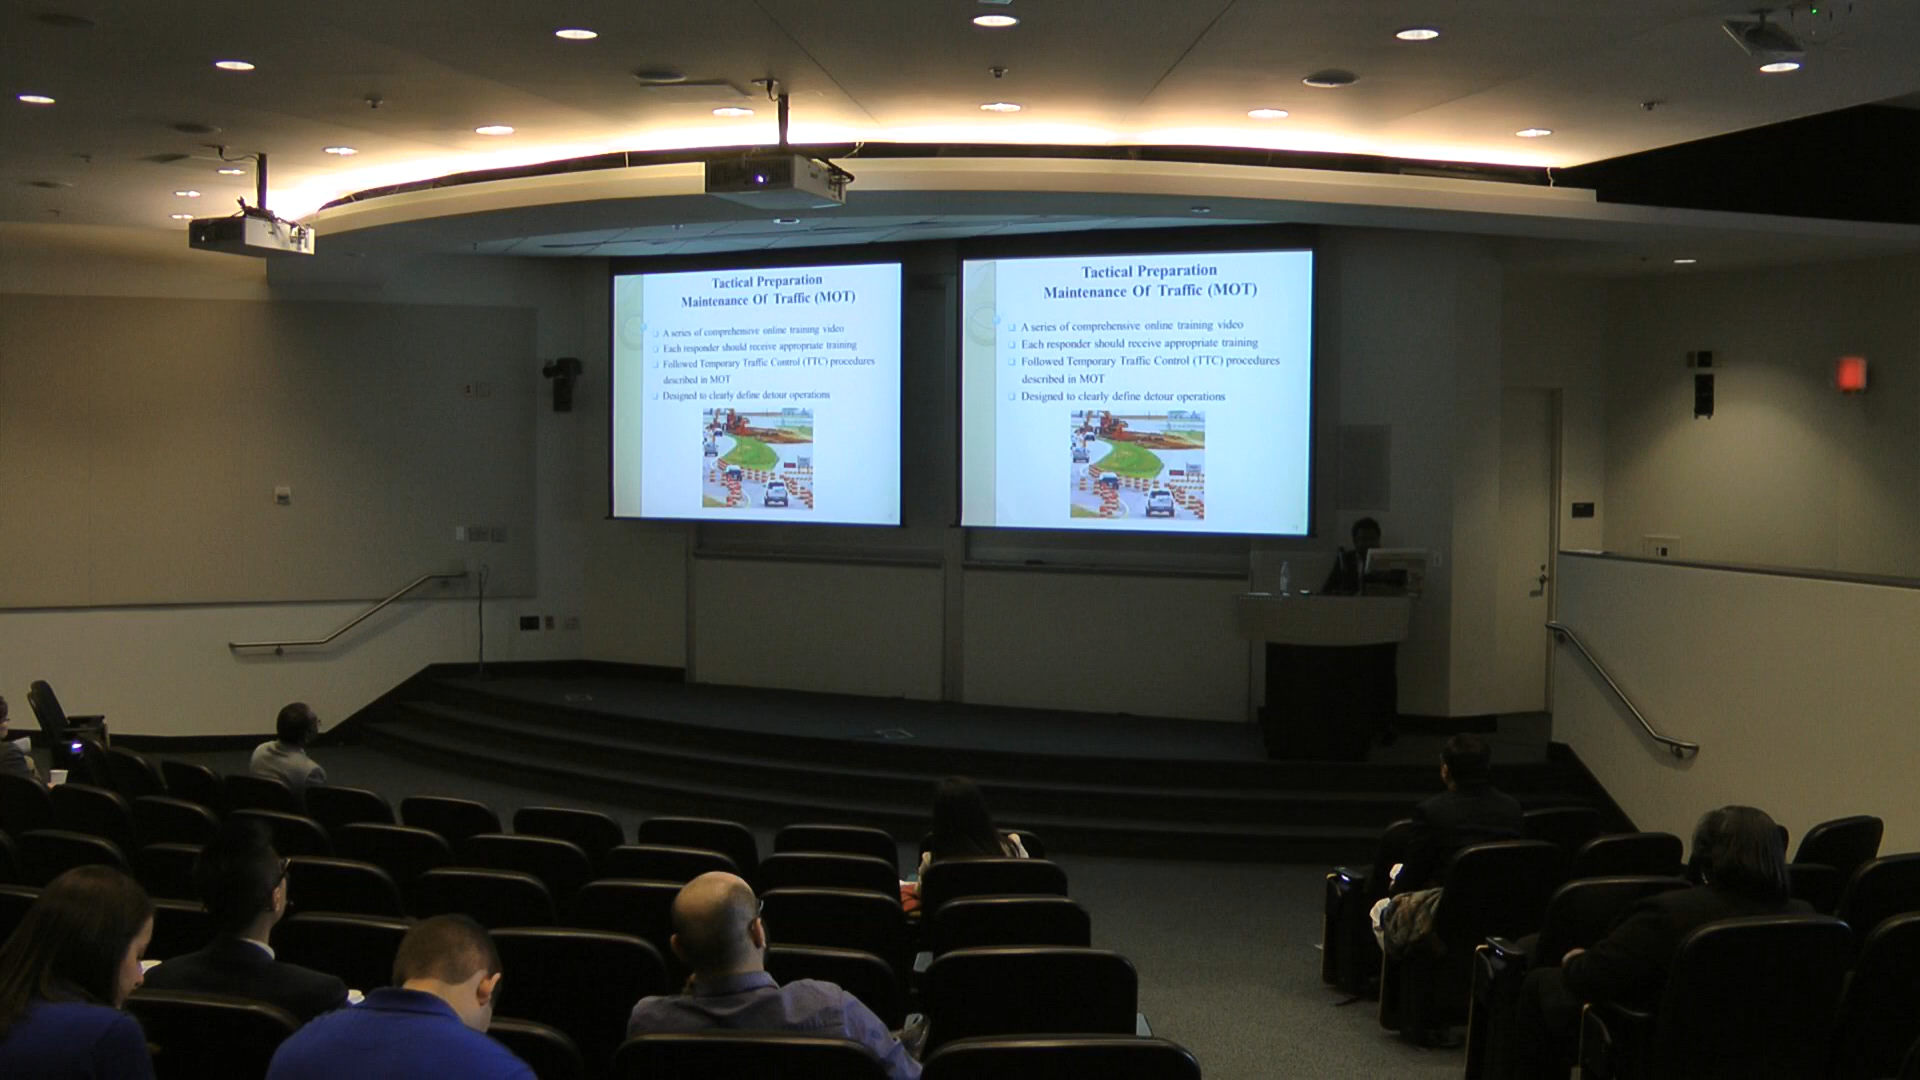 Tactical Preparation
Maintenance Of Traffic (MOT)
A series of comprehensive online training video
Each responder should receive appropriate training
Followed Temporary Traffic Control (TTC) procedures
described in MOT
Designed to clearly define detour operations
Tactical Preparation
Maintenance Of Traffic (MOT)
A series of comprehensive online training video
Each responder should receive appropriate training
Followed Temporary Traffic Control (TTC) procedures
described in MOT
Designed to clearly define detour operations